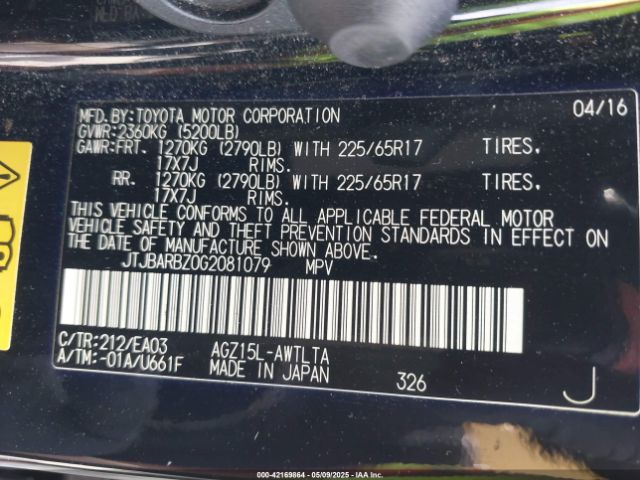 MFD.BY:TOYOTA MOTOR CORPORATION 04/16
GVWR:2360KG (5200LB)
GAWR:FRT. 1270KG (2790LB) WITH 225/65R17 TIRES.
17X7J RIMS.
RR. 1270KG (2790LB) WITH 225/65R17 TIRES.
17X7J RIMS.
THIS VEHICLE CONFORMS TO ALL APPLICABLE FEDERAL MOTOR
VEHICLE SAFETY AND THEFT PREVENTION STANDARDS IN EFFECT ON
THE DATE OF MANUFACTURE SHOWN ABOVE.
JTJBARBZ0G2081079 MPV
C/TR:212/EA03 AGZ15L-AWTLTA
A/TM:-01A/U661F MADE IN JAPAN 326 J
000-42169864 - 05/09/2025 - IAA Inc.